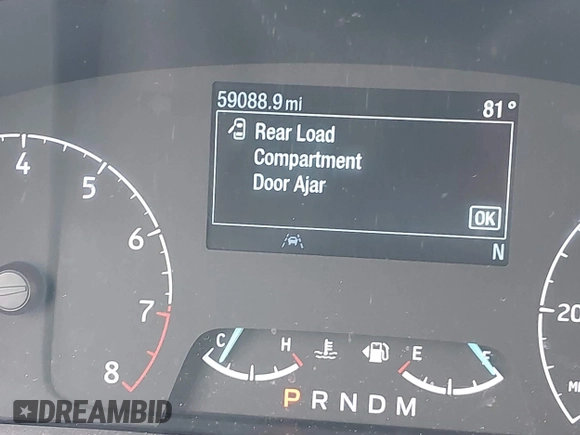 59088.9 mi 81°
Rear Load
Compartment
Door Ajar
OK
N
4
5
6
7
8
C H
E F
20
P R N D M
DREAMBID